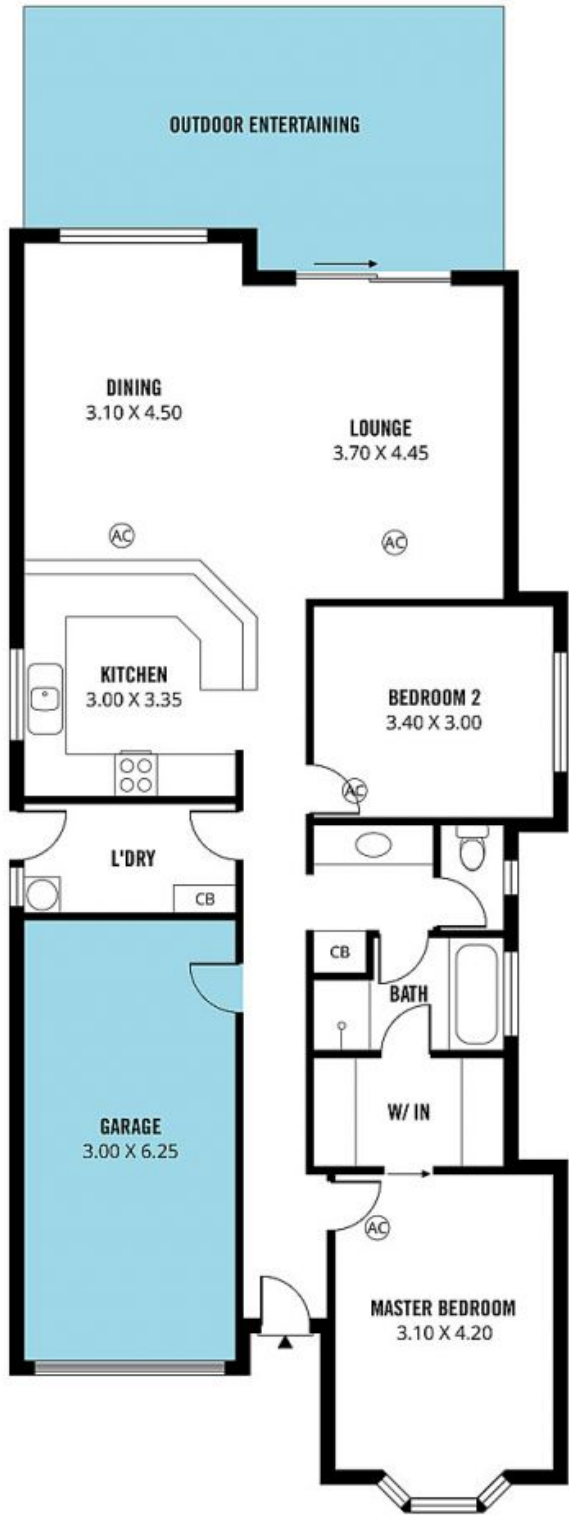 OUTDOOR ENTERTAINING
DINING
3.10 X 4.50
LOUNGE
3.70 X 4.45
AC
AC
KITCHEN
3.00 X 3.35
BEDROOM 2
3.40 X 3.00
AC
L'DRY
CB
CB
BATH
W/ IN
GARAGE
3.00 X 6.25
AC
MASTER BEDROOM
3.10 X 4.20